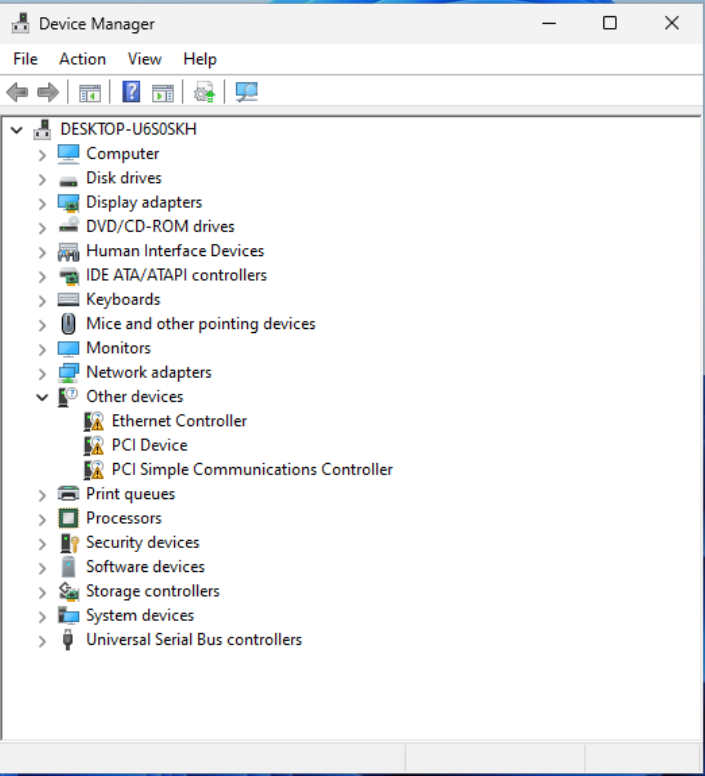 Device Manager
File Action View Help
DESKTOP-U6S0SKH
Computer
Disk drives
Display adapters
DVD/CD-ROM drives
Human Interface Devices
IDE ATA/ATAPI controllers
Keyboards
Mice and other pointing devices
Monitors
Network adapters
Other devices
Ethernet Controller
PCI Device
PCI Simple Communications Controller
Print queues
Processors
Security devices
Software devices
Storage controllers
System devices
Universal Serial Bus controllers